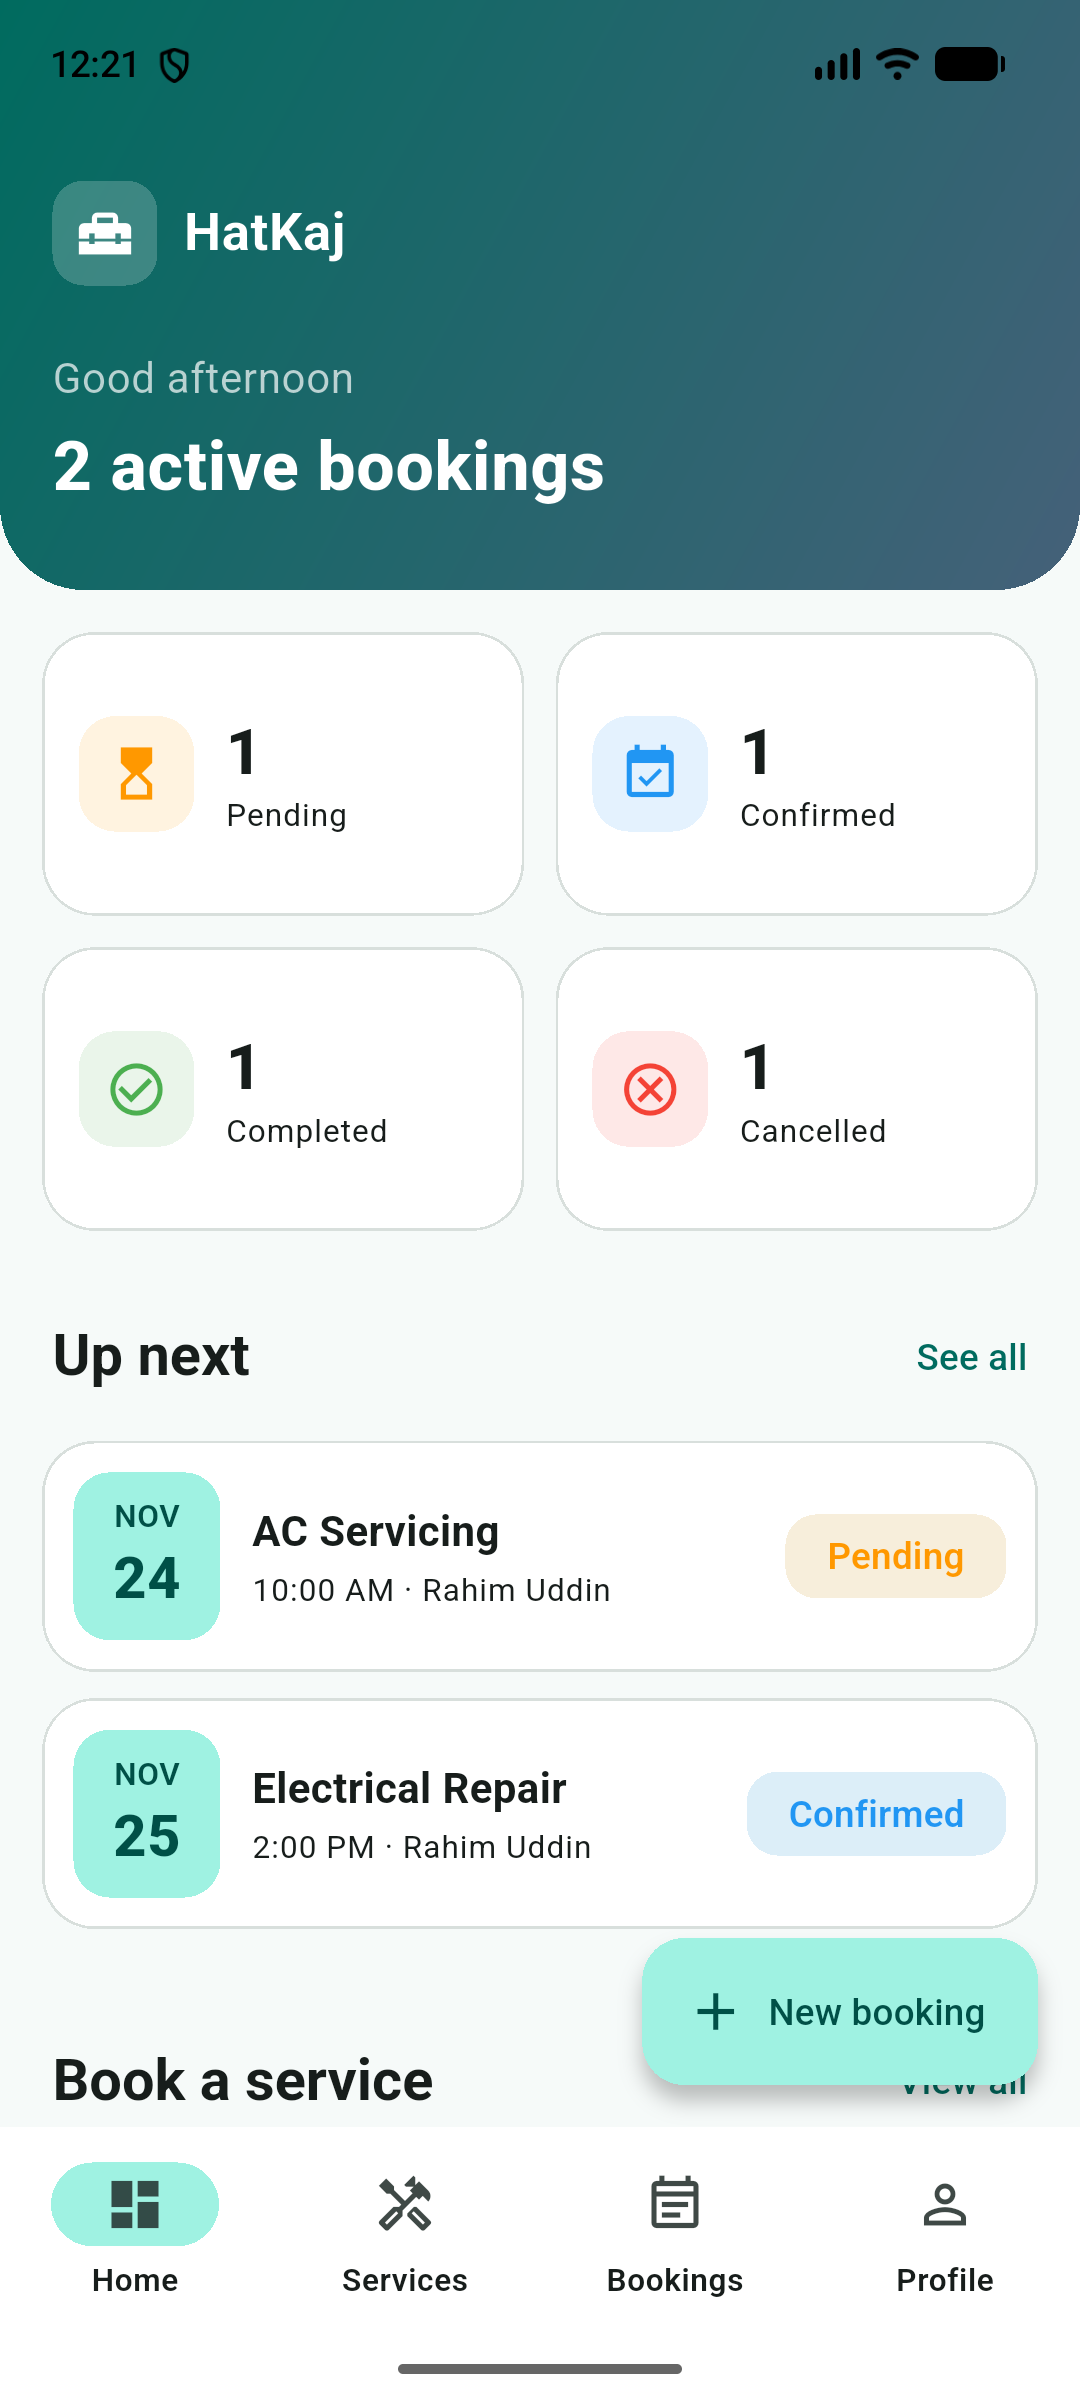 12:21
HatKaj
Good afternoon
2 active bookings
1
Pending
1
Confirmed
1
Completed
1
Cancelled
Up next
See all
NOV
24
AC Servicing
10:00 AM · Rahim Uddin
Pending
NOV
25
Electrical Repair
2:00 PM · Rahim Uddin
Confirmed
New booking
Book a service
View all
Home
Services
Bookings
Profile